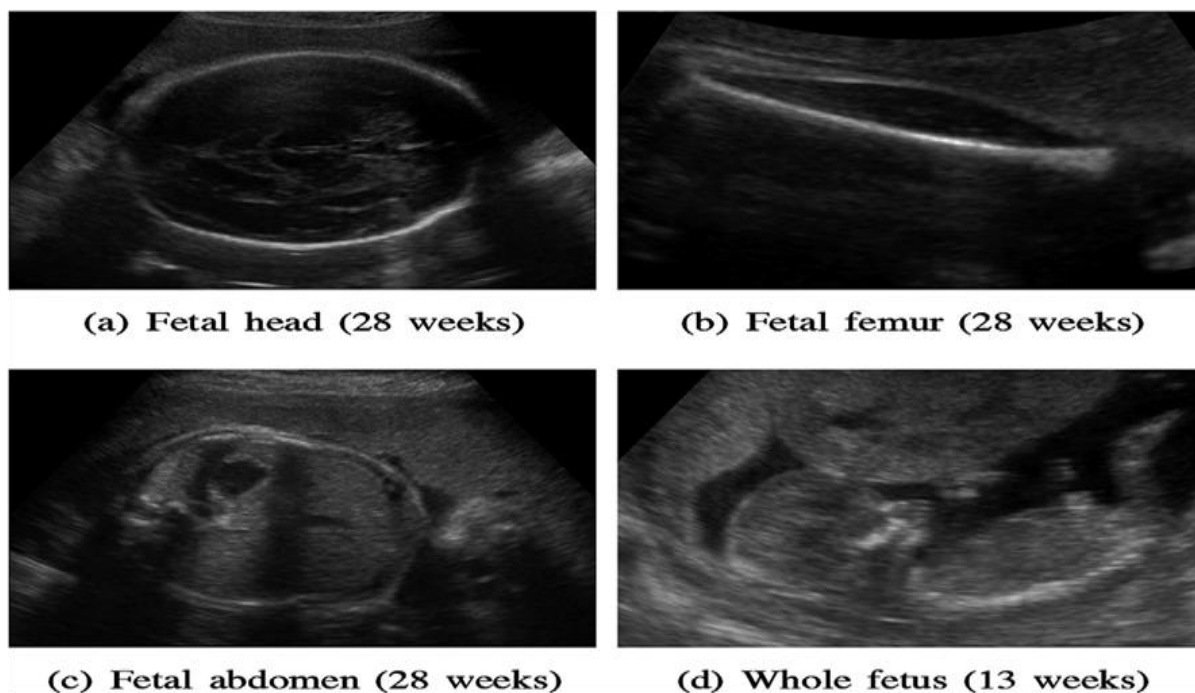 (a) Fetal head (28 weeks)
(b) Fetal femur (28 weeks)
(c) Fetal abdomen (28 weeks)
(d) Whole fetus (13 weeks)